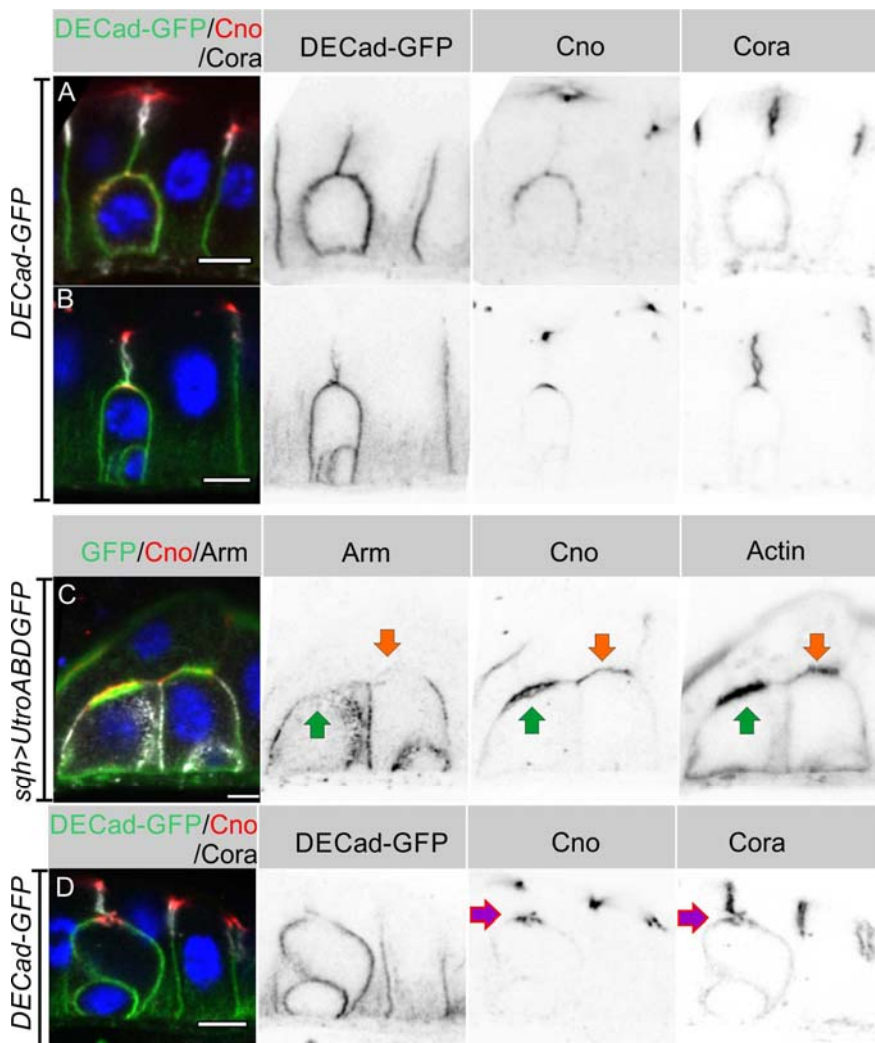 DECad-GFP/Cno
/Cora
DECad-GFP
Cno
Cora
DECad-GFP
A
B
GFP/Cno/Arm
Arm
Cno
Actin
sqh>UtroABDGFP
C
DECad-GFP/Cno
/Cora
DECad-GFP
Cno
Cora
DECad-GFP
D